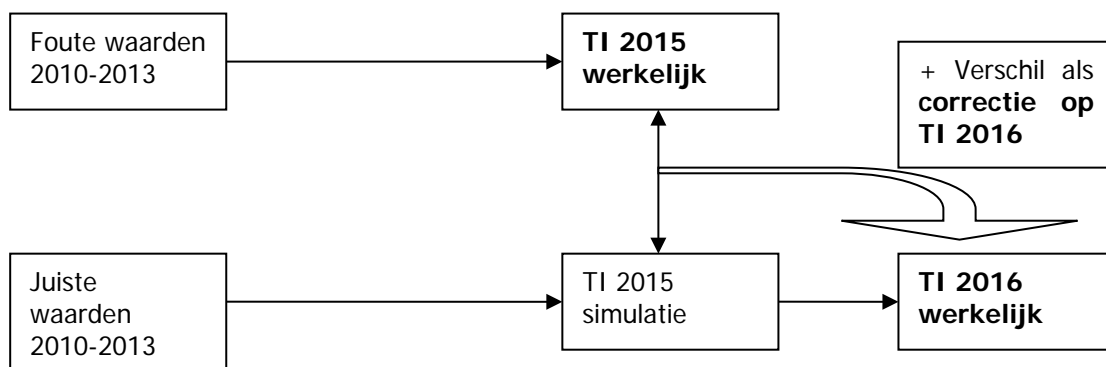 Foute waarden
2010-2013
TI 2015
werkelijk
+ Verschil als
correctie op
TI 2016
Juiste
waarden
2010-2013
TI 2015
simulatie
TI 2016
werkelijk